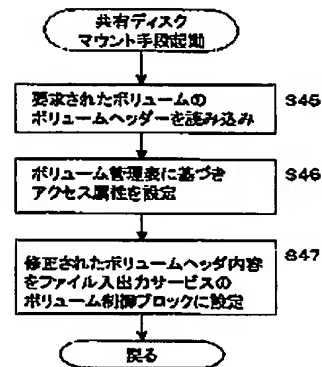 共有ディスク
マウント手段起動
S45
要求されたボリュームの
ボリュームヘッダーを読み込み
S46
ボリューム管理表に基づき
アクセス属性を設定
S47
修正されたボリュームヘッダ内容
をファイル入出力サービスの
ボリューム制御ブロックに設定
戻る